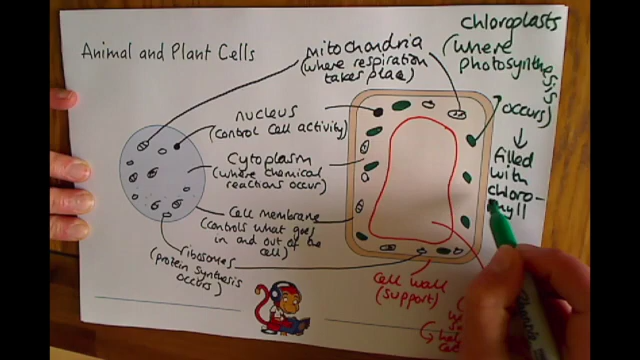 Animal and Plant Cells
mitochondria
(where respiration
takes place)
chloroplasts
(where
photosynthesis
occurs)
filled
with
chloro-
hyll
nucleus
(control cell activity)
Cytoplasm
(where chemical
reactions occur)
Cell membrane
(controls what goes
in and out of the
cell)
ribosomes
(protein synthesis
occurs)
Cell wall
(support)